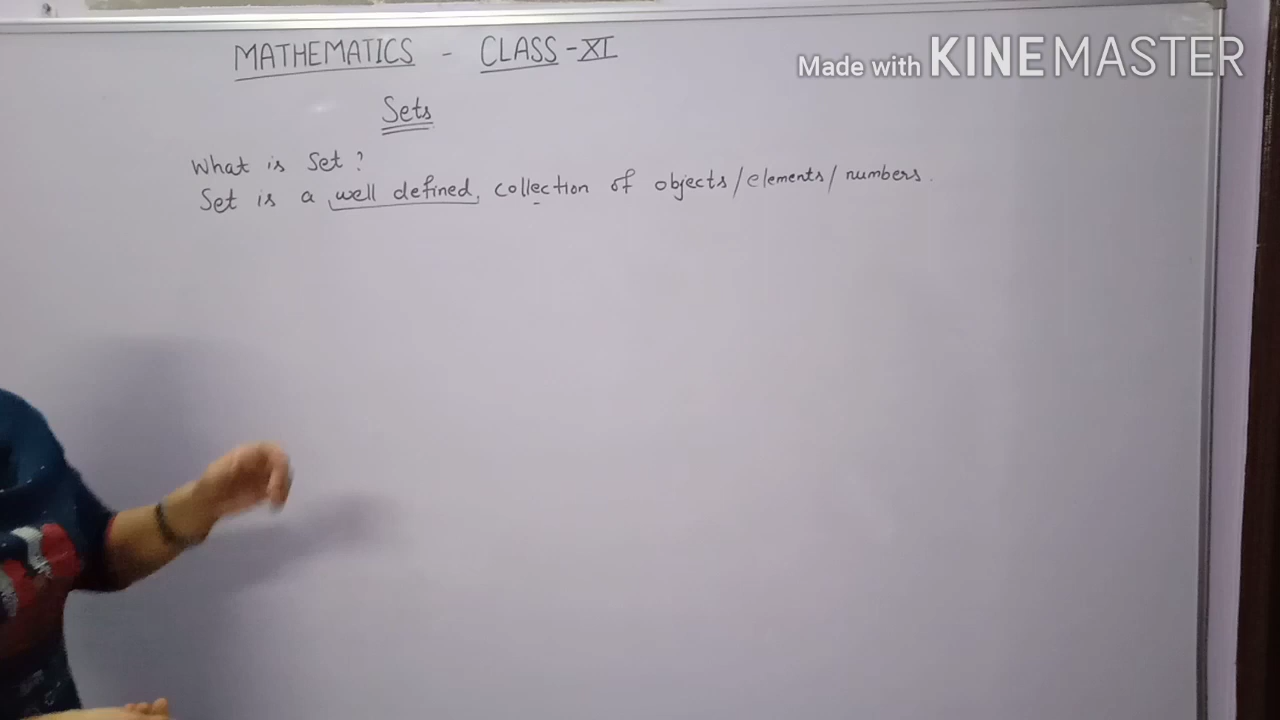 MATHEMATICS - CLASS - XI
Made with KINEMASTER
Sets
What is Set ?
Set is a well defined, collection of objects/elements/numbers.